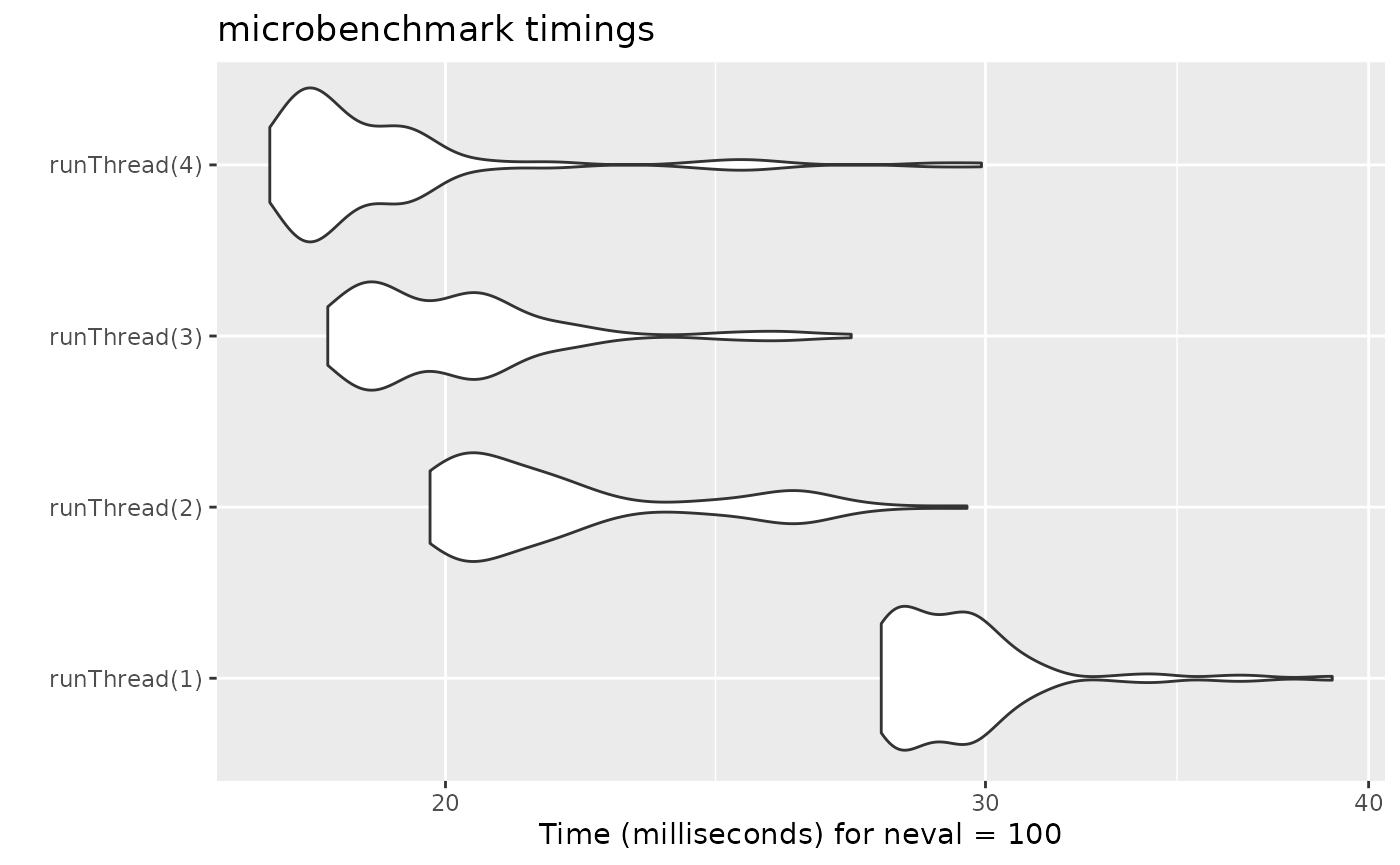 microbenchmark timings
runThread(4)
runThread(3)
runThread(2)
runThread(1)
20 30 40
Time (milliseconds) for neval = 100